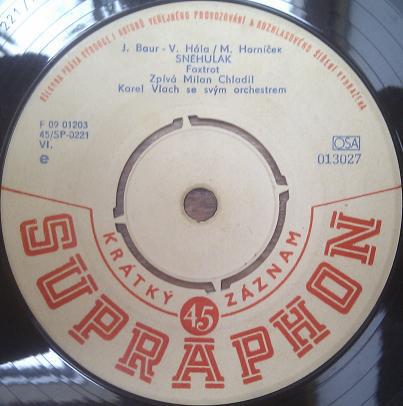 VŠECHNA PRÁVA VÝROBCE I AUTORŮ VEŘEJNÉHO PROVOZOVÁNÍ A ROZHLASOVÉHO ŠÍŘENÍ VYHRAZENA
J. Baur - V. Hála / M. Horníček
SNĚHULÁK
Foxtrot
Zpívá Milan Chladil
Karel Vlach se svým orchestrem
F 09 01203
45/SP-0221
VI.
e
OSA
013027
KRÁTKÝ 45 ZÁZNAM
SUPRAPHON